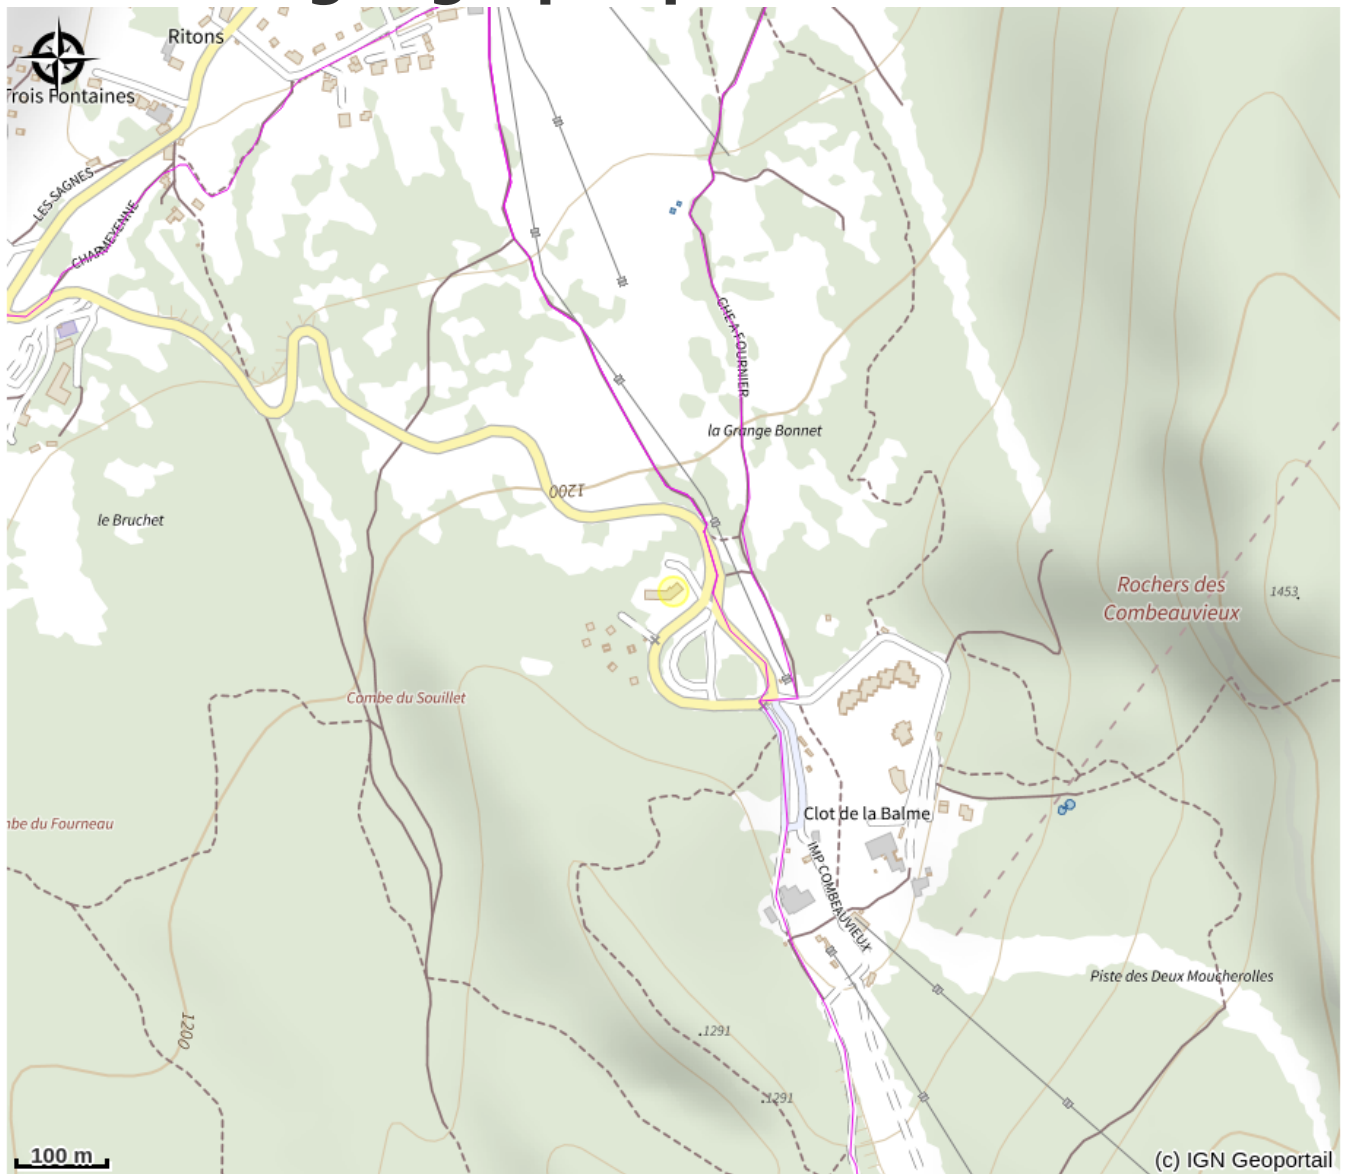 Ritons
Trois Fontaines
LES SAGNES
CHARMEYENNE
CHE A FOURNIER
la Grange Bonnet
1200
le Bruchet
Rochers des
Combeauvieux
1453
Combe du Souillet
Clot de la Balme
mbe du Fourneau
IMP COMBEAUVIEUX
Piste des Deux Moucherolles
1200
1291
1291
100 m
(c) IGN Geoportail